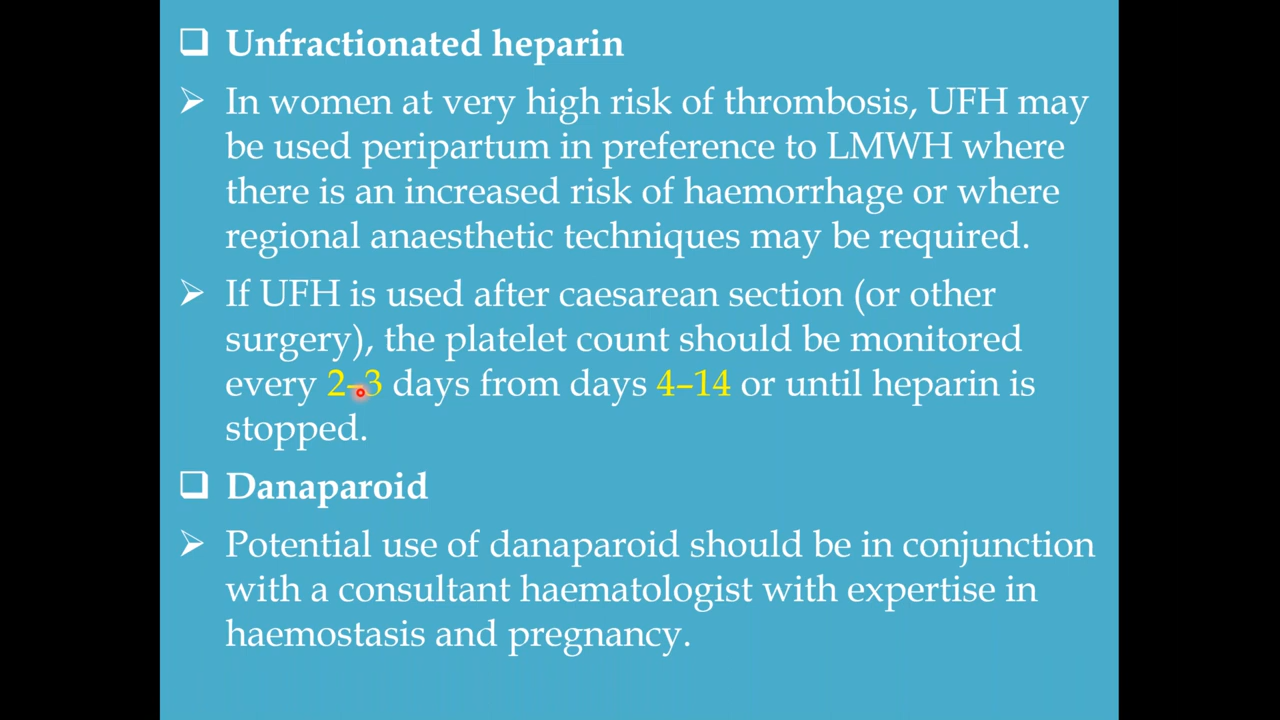 Unfractionated heparin
In women at very high risk of thrombosis, UFH may
be used peripartum in preference to LMWH where
there is an increased risk of haemorrhage or where
regional anaesthetic techniques may be required.
If UFH is used after caesarean section (or other
surgery), the platelet count should be monitored
every 2–3 days from days 4–14 or until heparin is
stopped.
Danaparoid
Potential use of danaparoid should be in conjunction
with a consultant haematologist with expertise in
haemostasis and pregnancy.